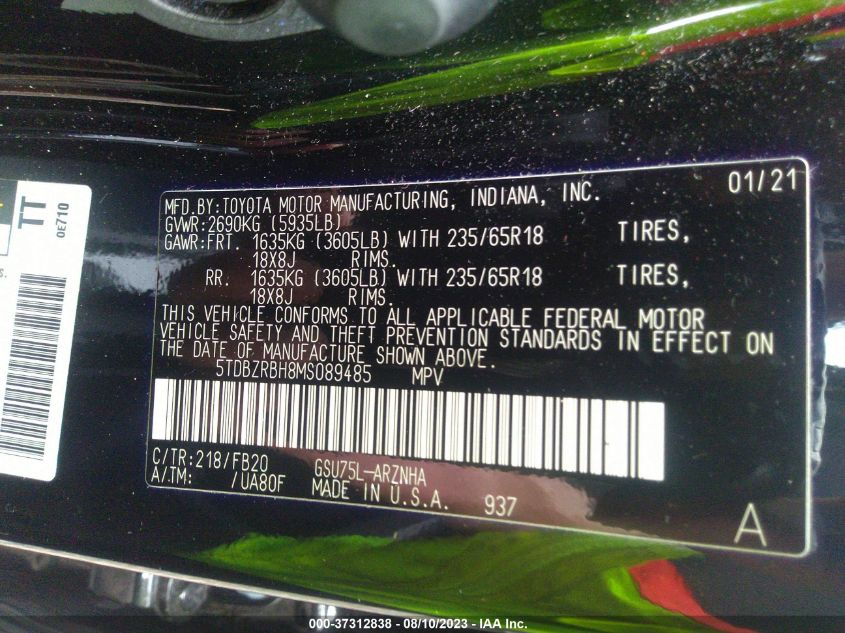 TT
0E710
01/21
MFD.BY:TOYOTA MOTOR MANUFACTURING, INDIANA, INC.
GVWR:2690KG (5935LB)
GAWR:FRT. 1635KG (3605LB) WITH 235/65R18 TIRES,
18X8J RIMS.
RR. 1635KG (3605LB) WITH 235/65R18 TIRES,
18X8J RIMS.
THIS VEHICLE CONFORMS TO ALL APPLICABLE FEDERAL MOTOR
VEHICLE SAFETY AND THEFT PREVENTION STANDARDS IN EFFECT ON
THE DATE OF MANUFACTURE SHOWN ABOVE.
5TDBZRBH8MS089485 MPV
C/TR:218/FB20 GSU75L-ARZNHA
A/TM: /UA80F MADE IN U.S.A. 937
A
000-37312838 - 08/10/2023 - IAA Inc.